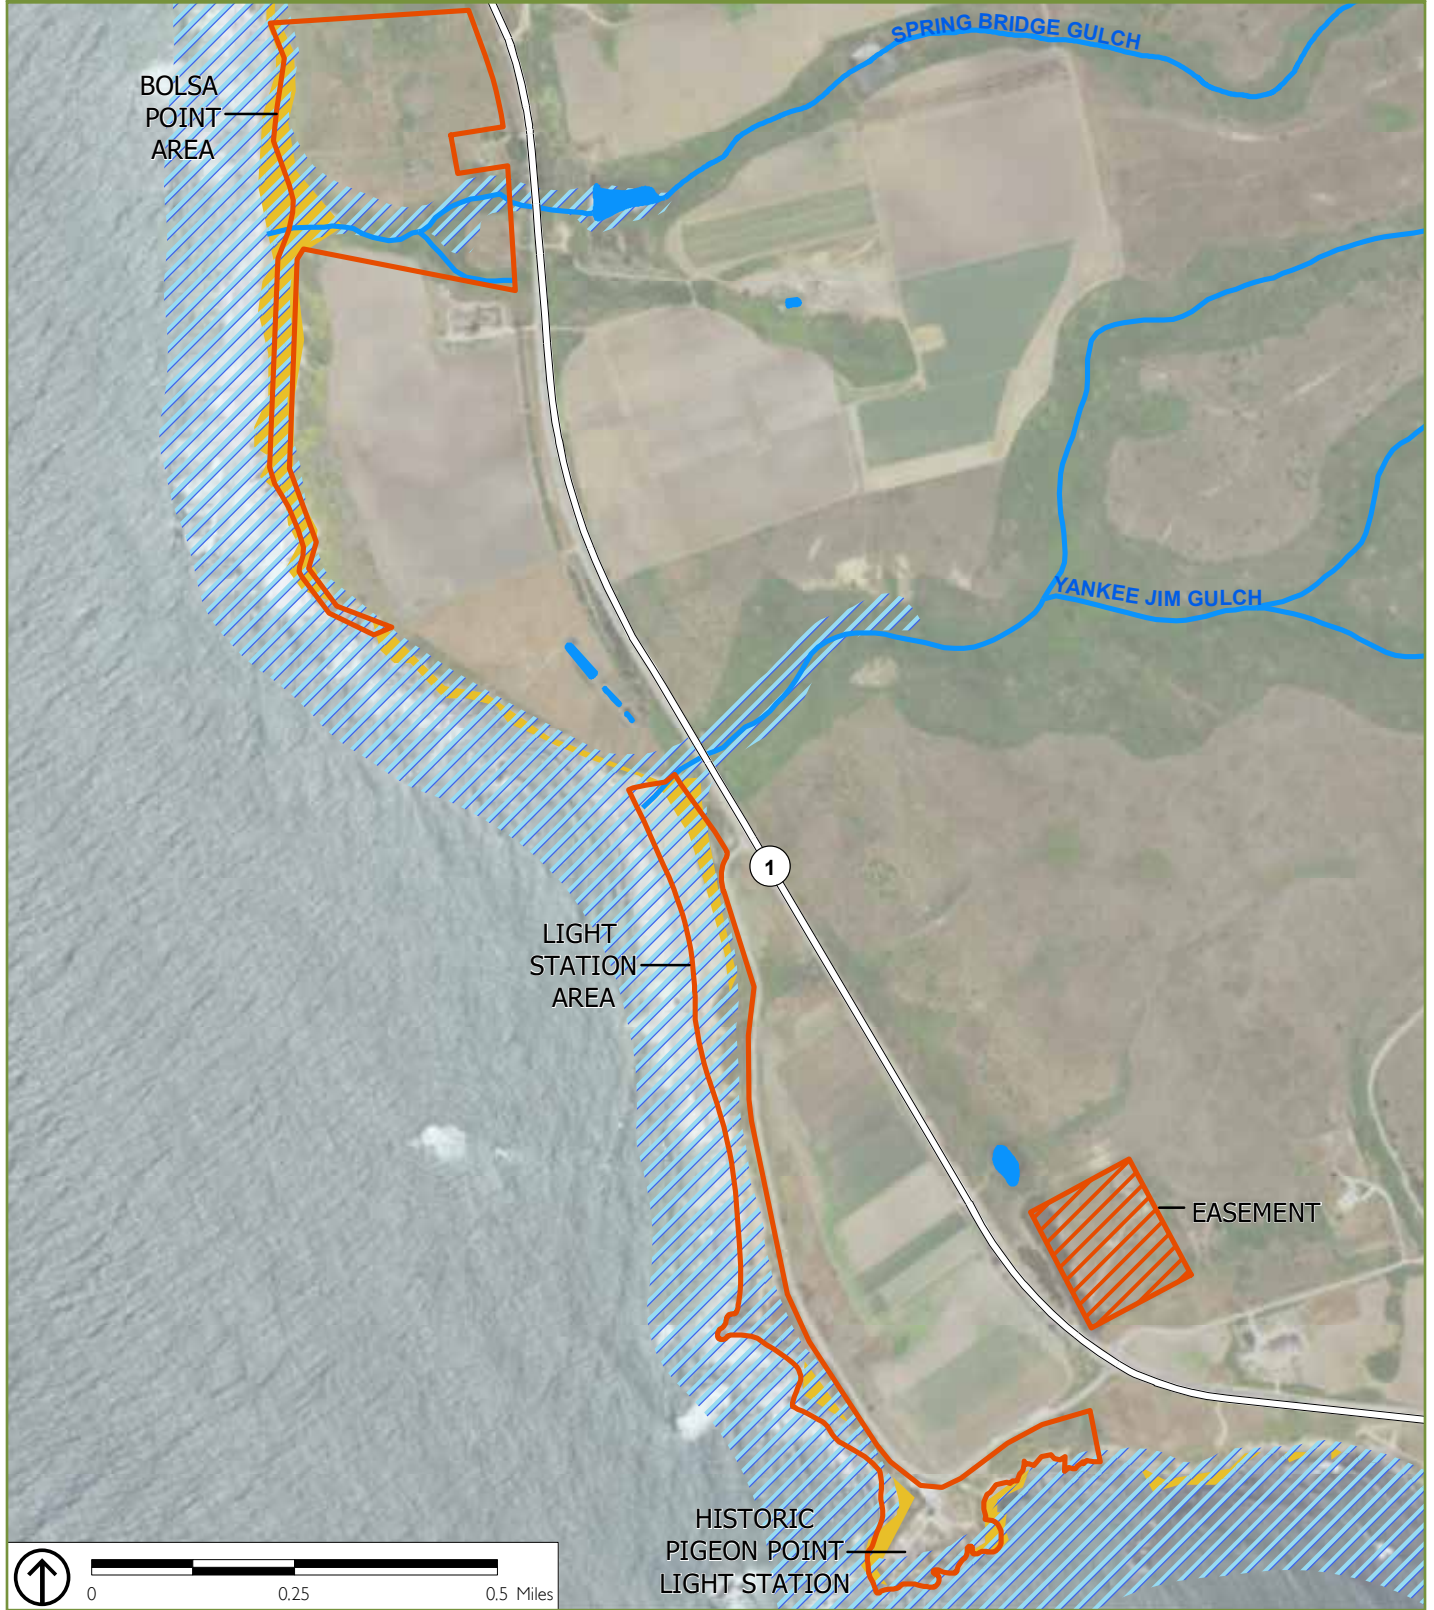 SPRING BRIDGE GULCH
BOLSA
POINT
AREA
YANKEE JIM GULCH
1
LIGHT
STATION
AREA
EASEMENT
HISTORIC
PIGEON POINT
LIGHT STATION
0 0.25 0.5 Miles